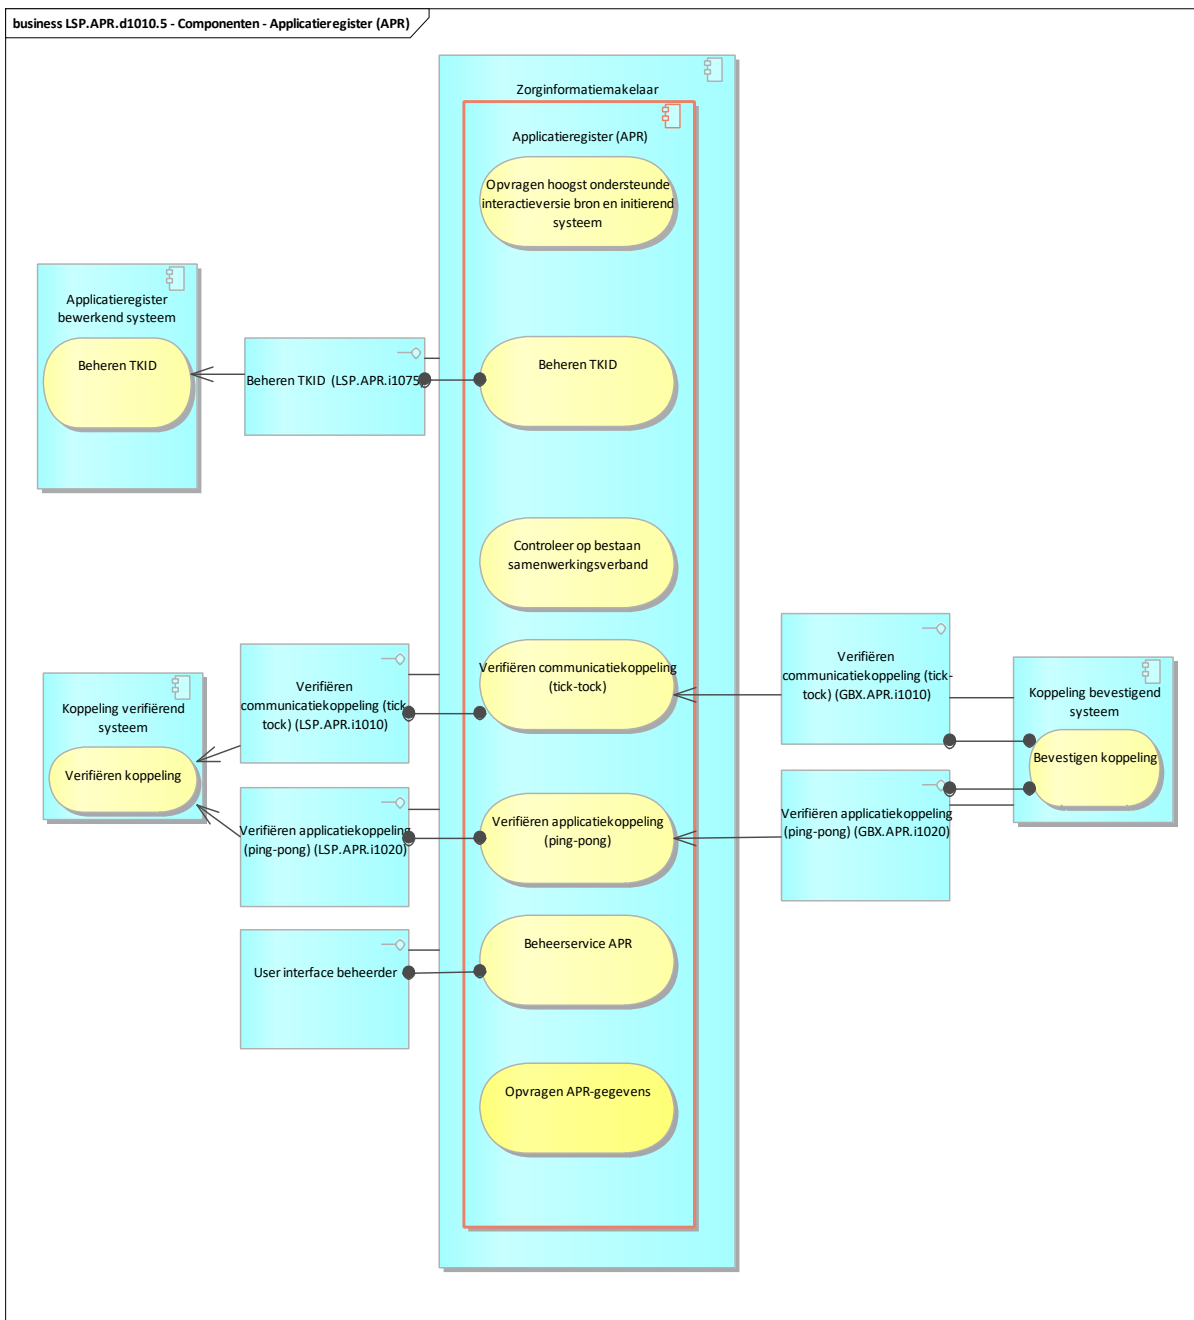 business LSP.APR.d1010.5 - Componenten - Applicatieregister (APR)
Zorginformatiemakelaar
Applicatieregister (APR)
Opvragen hoogst ondersteunde
interactieversie bron en initierend
systeem
Applicatieregister
bewerkend systeem
Beheren TKID
Beheren TKID (LSP.APR.i1075)
Beheren TKID
Controleer op bestaan
samenwerkingsverband
Verifiëren communicatiekoppeling
(tick-tock)
Verifiëren
communicatiekoppeling (tick-
tock) (GBX.APR.i1010)
Koppeling bevestigend
systeem
Bevestigen koppeling
Verifiëren
communicatiekoppeling (tick-
tock) (LSP.APR.i1010)
Koppeling verifiërend
systeem
Verifiëren koppeling
Verifiëren applicatiekoppeling
(ping-pong) (LSP.APR.i1020)
Verifiëren applicatiekoppeling
(ping-pong)
Verifiëren applicatiekoppeling
(ping-pong) (GBX.APR.i1020)
Beheerservice APR
User interface beheerder
Opvragen APR-gegevens